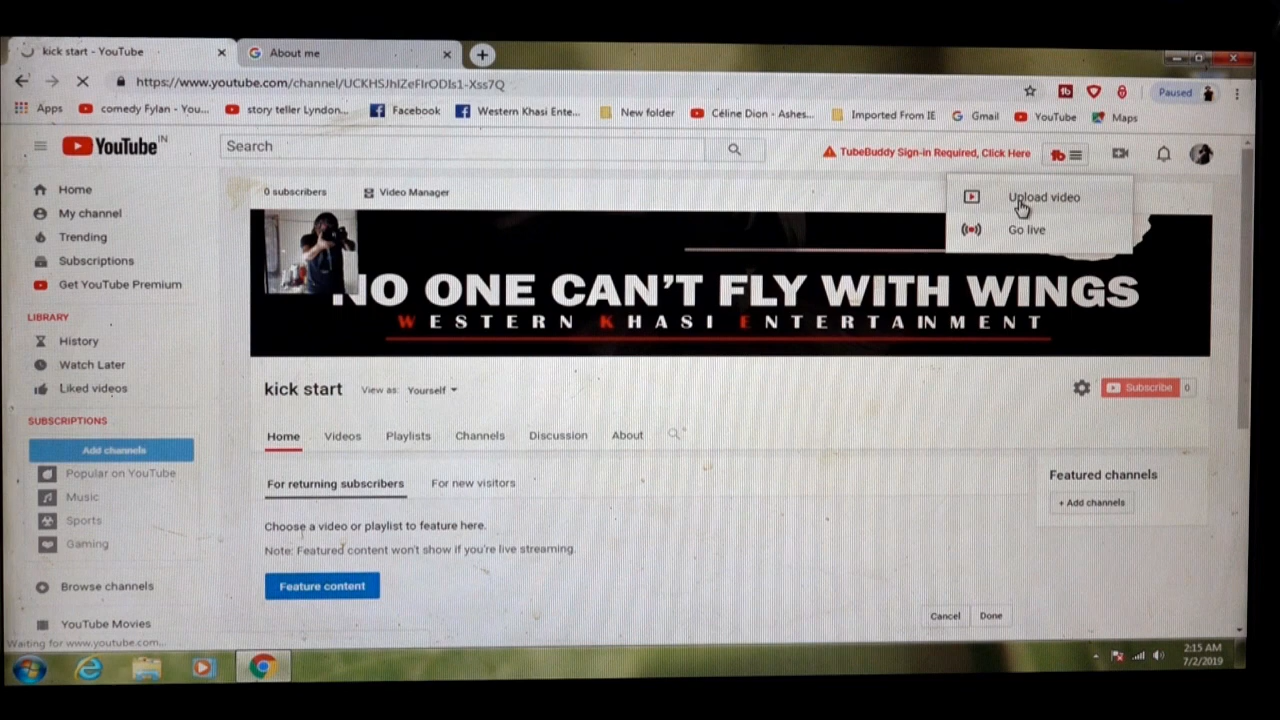 kick start - YouTube
About me
https://www.youtube.com/channel/UCKHSJhIZeFIrODIs1-Xss7Q
Apps
comedy Fylan - You...
story teller Lyndon...
Facebook
Western Khasi Ente...
New folder
Céline Dion - Ashes...
Imported From IE
Gmail
YouTube
Maps
Paused
YouTube IN
Search
TubeBuddy Sign-in Required, Click Here
Home
My channel
Trending
Subscriptions
Get YouTube Premium
LIBRARY
History
Watch Later
Liked videos
SUBSCRIPTIONS
Add channels
Popular on YouTube
Music
Sports
Gaming
Browse channels
YouTube Movies
0 subscribers
Video Manager
Upload video
Go live
NO ONE CAN'T FLY WITH WINGS
WESTERN KHASI ENTERTAINMENT
kick start
View as:
Yourself
Subscribe
0
Home
Videos
Playlists
Channels
Discussion
About
For returning subscribers
For new visitors
Choose a video or playlist to feature here.
Note: Featured content won't show if you're live streaming.
Feature content
Featured channels
+ Add channels
Cancel
Done
Waiting for www.youtube.com...
2:15 AM
7/2/2019